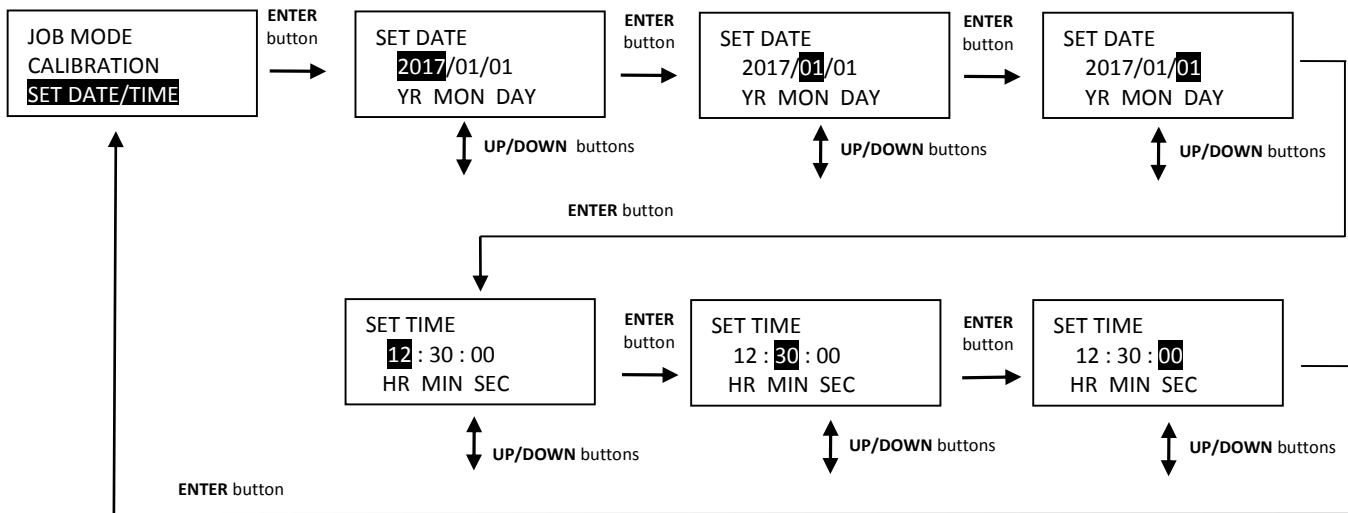 JOB MODE
CALIBRATION
SET DATE/TIME
ENTER
button
SET DATE
2017/01/01
YR MON DAY
UP/DOWN buttons
ENTER
button
SET DATE
2017/01/01
YR MON DAY
UP/DOWN buttons
ENTER
button
SET DATE
2017/01/01
YR MON DAY
UP/DOWN buttons
ENTER button
SET TIME
12 : 30 : 00
HR MIN SEC
UP/DOWN buttons
ENTER
button
SET TIME
12 : 30 : 00
HR MIN SEC
UP/DOWN buttons
ENTER
button
SET TIME
12 : 30 : 00
HR MIN SEC
UP/DOWN buttons
ENTER button